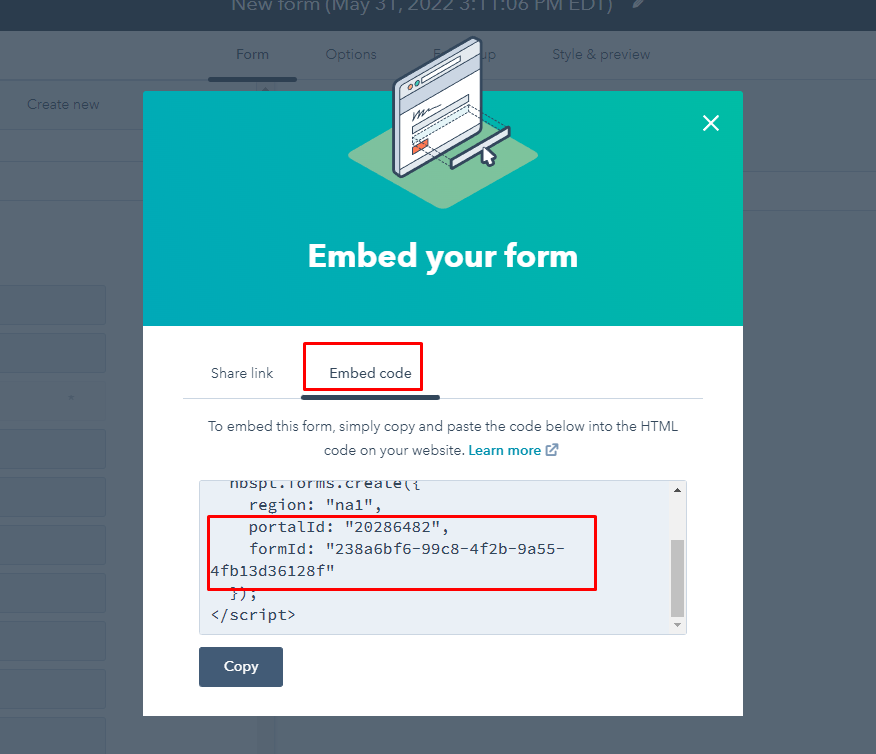 New form (May 31, 2022 3:11:06 PM EDT)
Form
Options
up
Style & preview
Create new
Embed your form
Share link
Embed code
To embed this form, simply copy and paste the code below into the HTML
code on your website. Learn more
hbspt.forms.create({
region: "na1",
portalId: "20286482",
formId: "238a6bf6-99c8-4f2b-9a55-
4fb13d36128f"
});
</script>
Copy